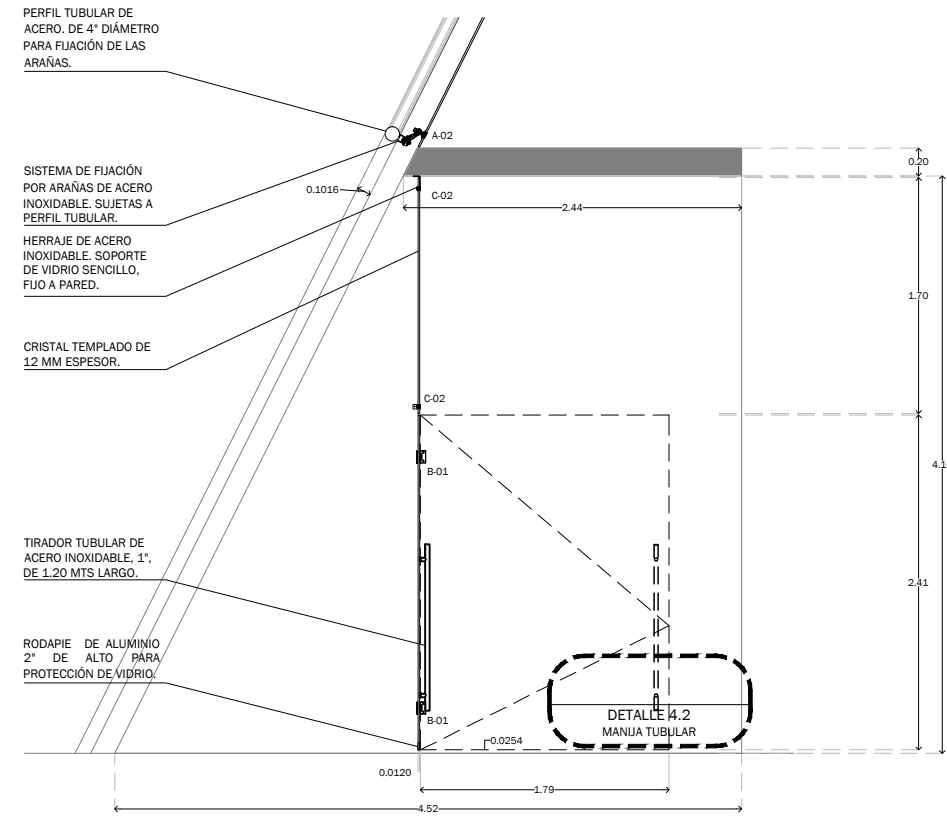 PERFIL TUBULAR DE
ACERO. DE 4" DIÁMETRO
PARA FIJACIÓN DE LAS
ARAÑAS.
A-02
0.20
SISTEMA DE FIJACIÓN
POR ARAÑAS DE ACERO
INOXIDABLE. SUJETAS A
PERFIL TUBULAR.
0.1016
C-02
2.44
HERRAJE DE ACERO
INOXIDABLE. SOPORTE
DE VIDRIO SENCILLO,
FIJO A PARED.
1.70
CRISTAL TEMPLADO DE
12 MM ESPESOR.
C-02
B-01
TIRADOR TUBULAR DE
ACERO INOXIDABLE, 1",
DE 1.20 MTS LARGO.
2.41
RODAPIE DE ALUMINIO
2" DE ALTO PARA
PROTECCIÓN DE VIDRIO.
B-01
DETALLE 4.2
MANIJA TUBULAR
0.0254
0.0120
1.79
4.52